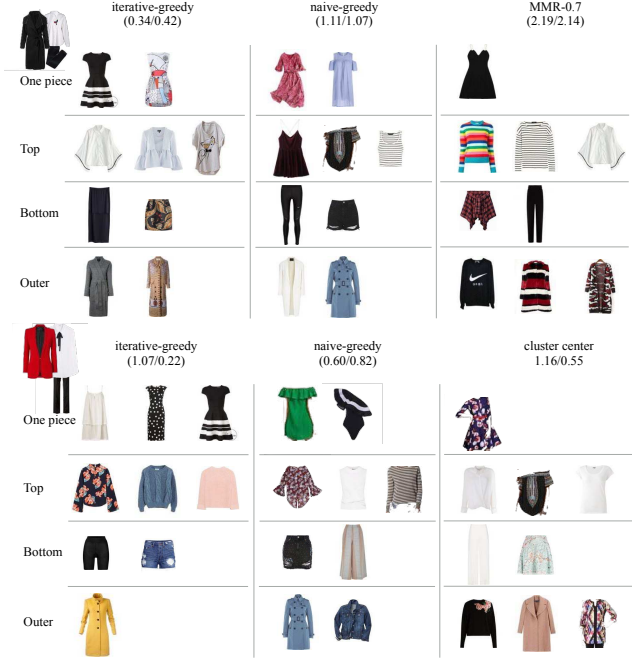 iterative-greedy
(0.34/0.42)
naive-greedy
(1.11/1.07)
MMR-0.7
(2.19/2.14)
One piece
Top
Bottom
Outer
iterative-greedy
(1.07/0.22)
naive-greedy
(0.60/0.82)
cluster center
1.16/0.55
One piece
Top
Bottom
Outer